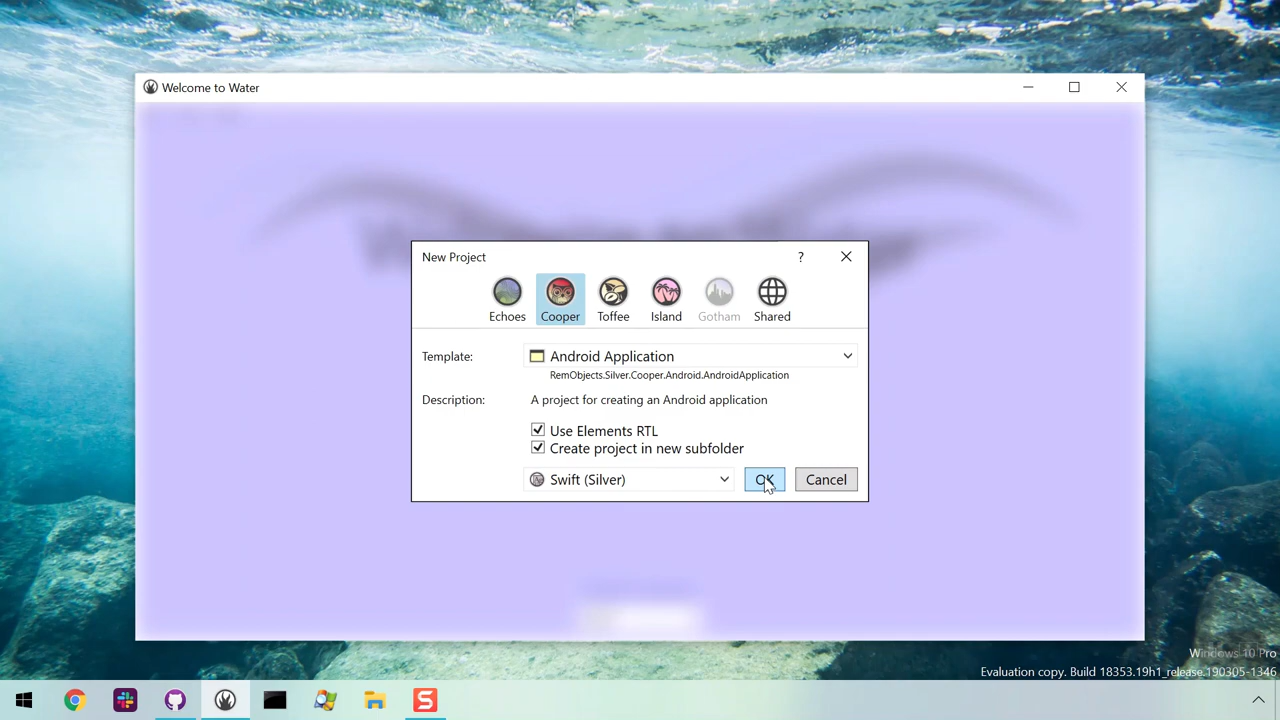 Welcome to Water
New Project
?
Echoes
Cooper
Toffee
Island
Gotham
Shared
Template:
Android Application
RemObjects.Silver.Cooper.Android.AndroidApplication
Description:
A project for creating an Android application
Use Elements RTL
Create project in new subfolder
Swift (Silver)
OK
Cancel
Windows 10 Pro
Evaluation copy. Build 18353.19h1_release.190305-1346
S